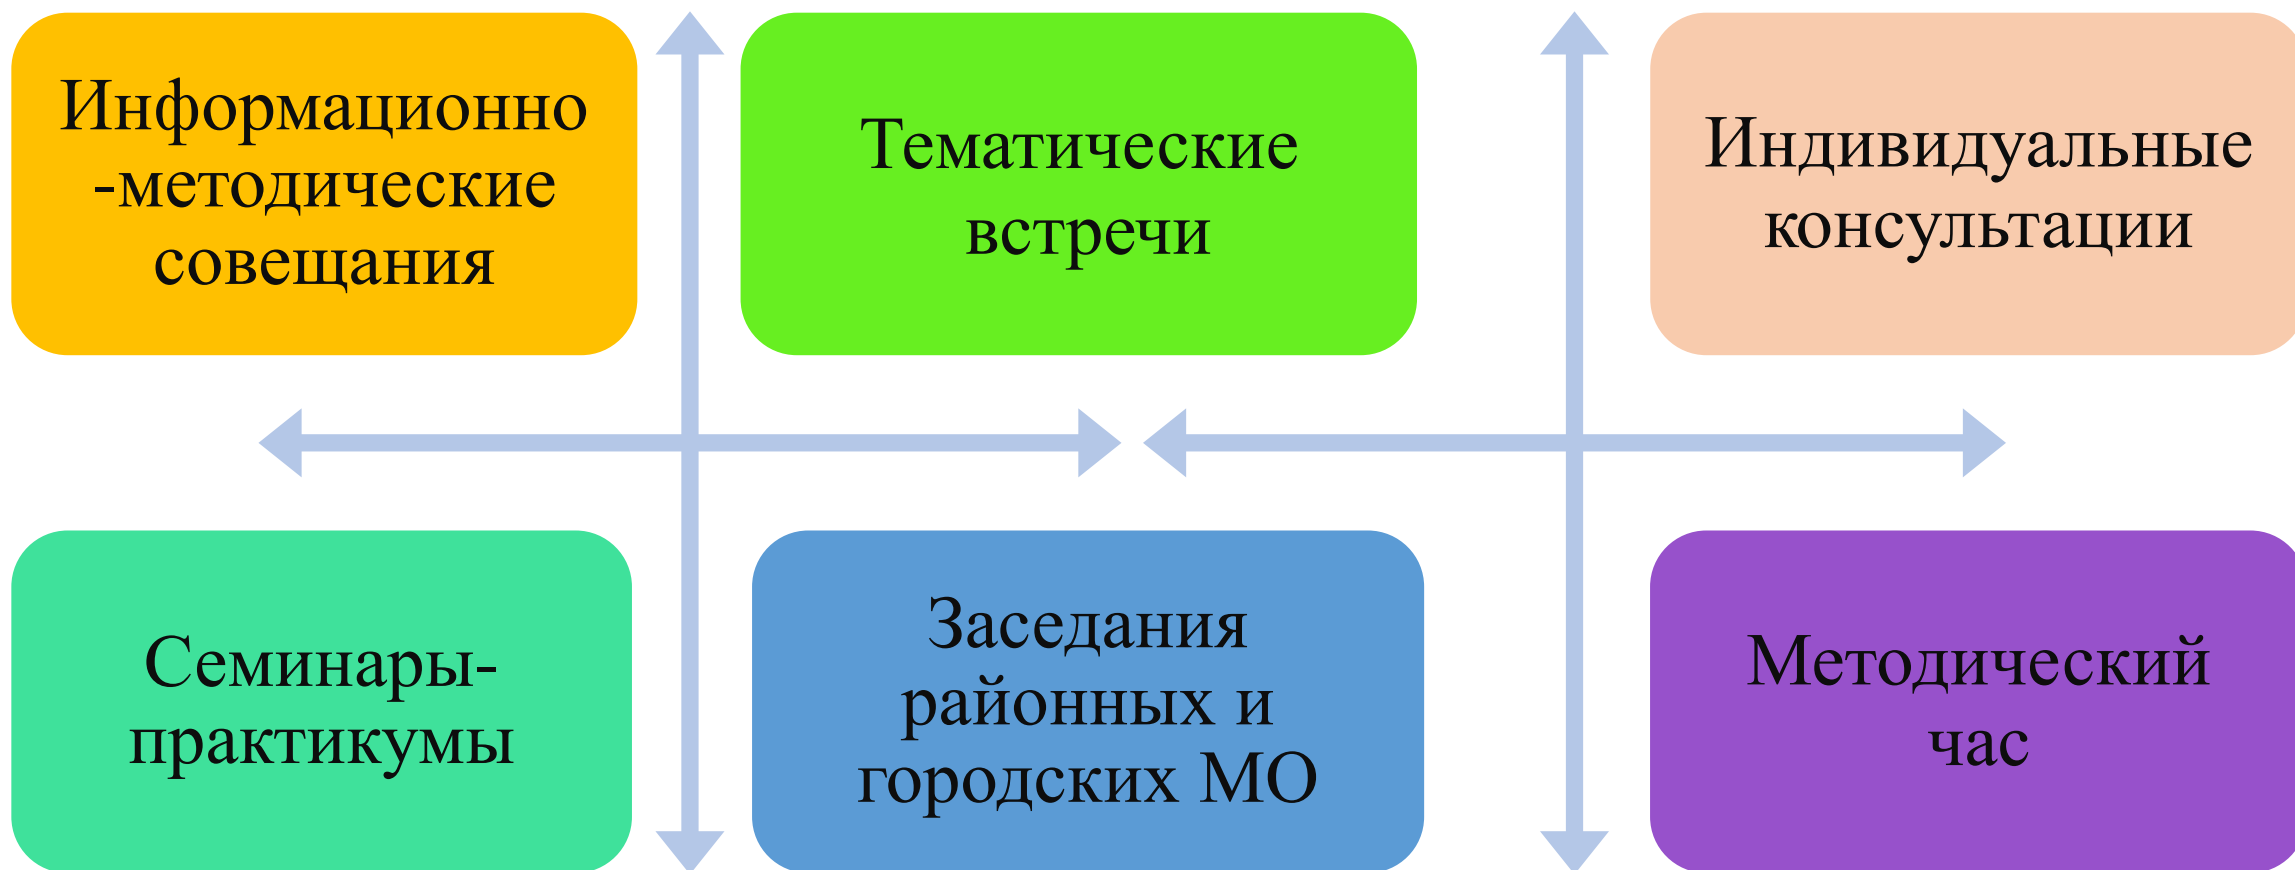 Информационно
-методические
совещания
Тематические
встречи
Индивидуальные
консультации
Семинары-
практикумы
Заседания
районных и
городских МО
Методический
час